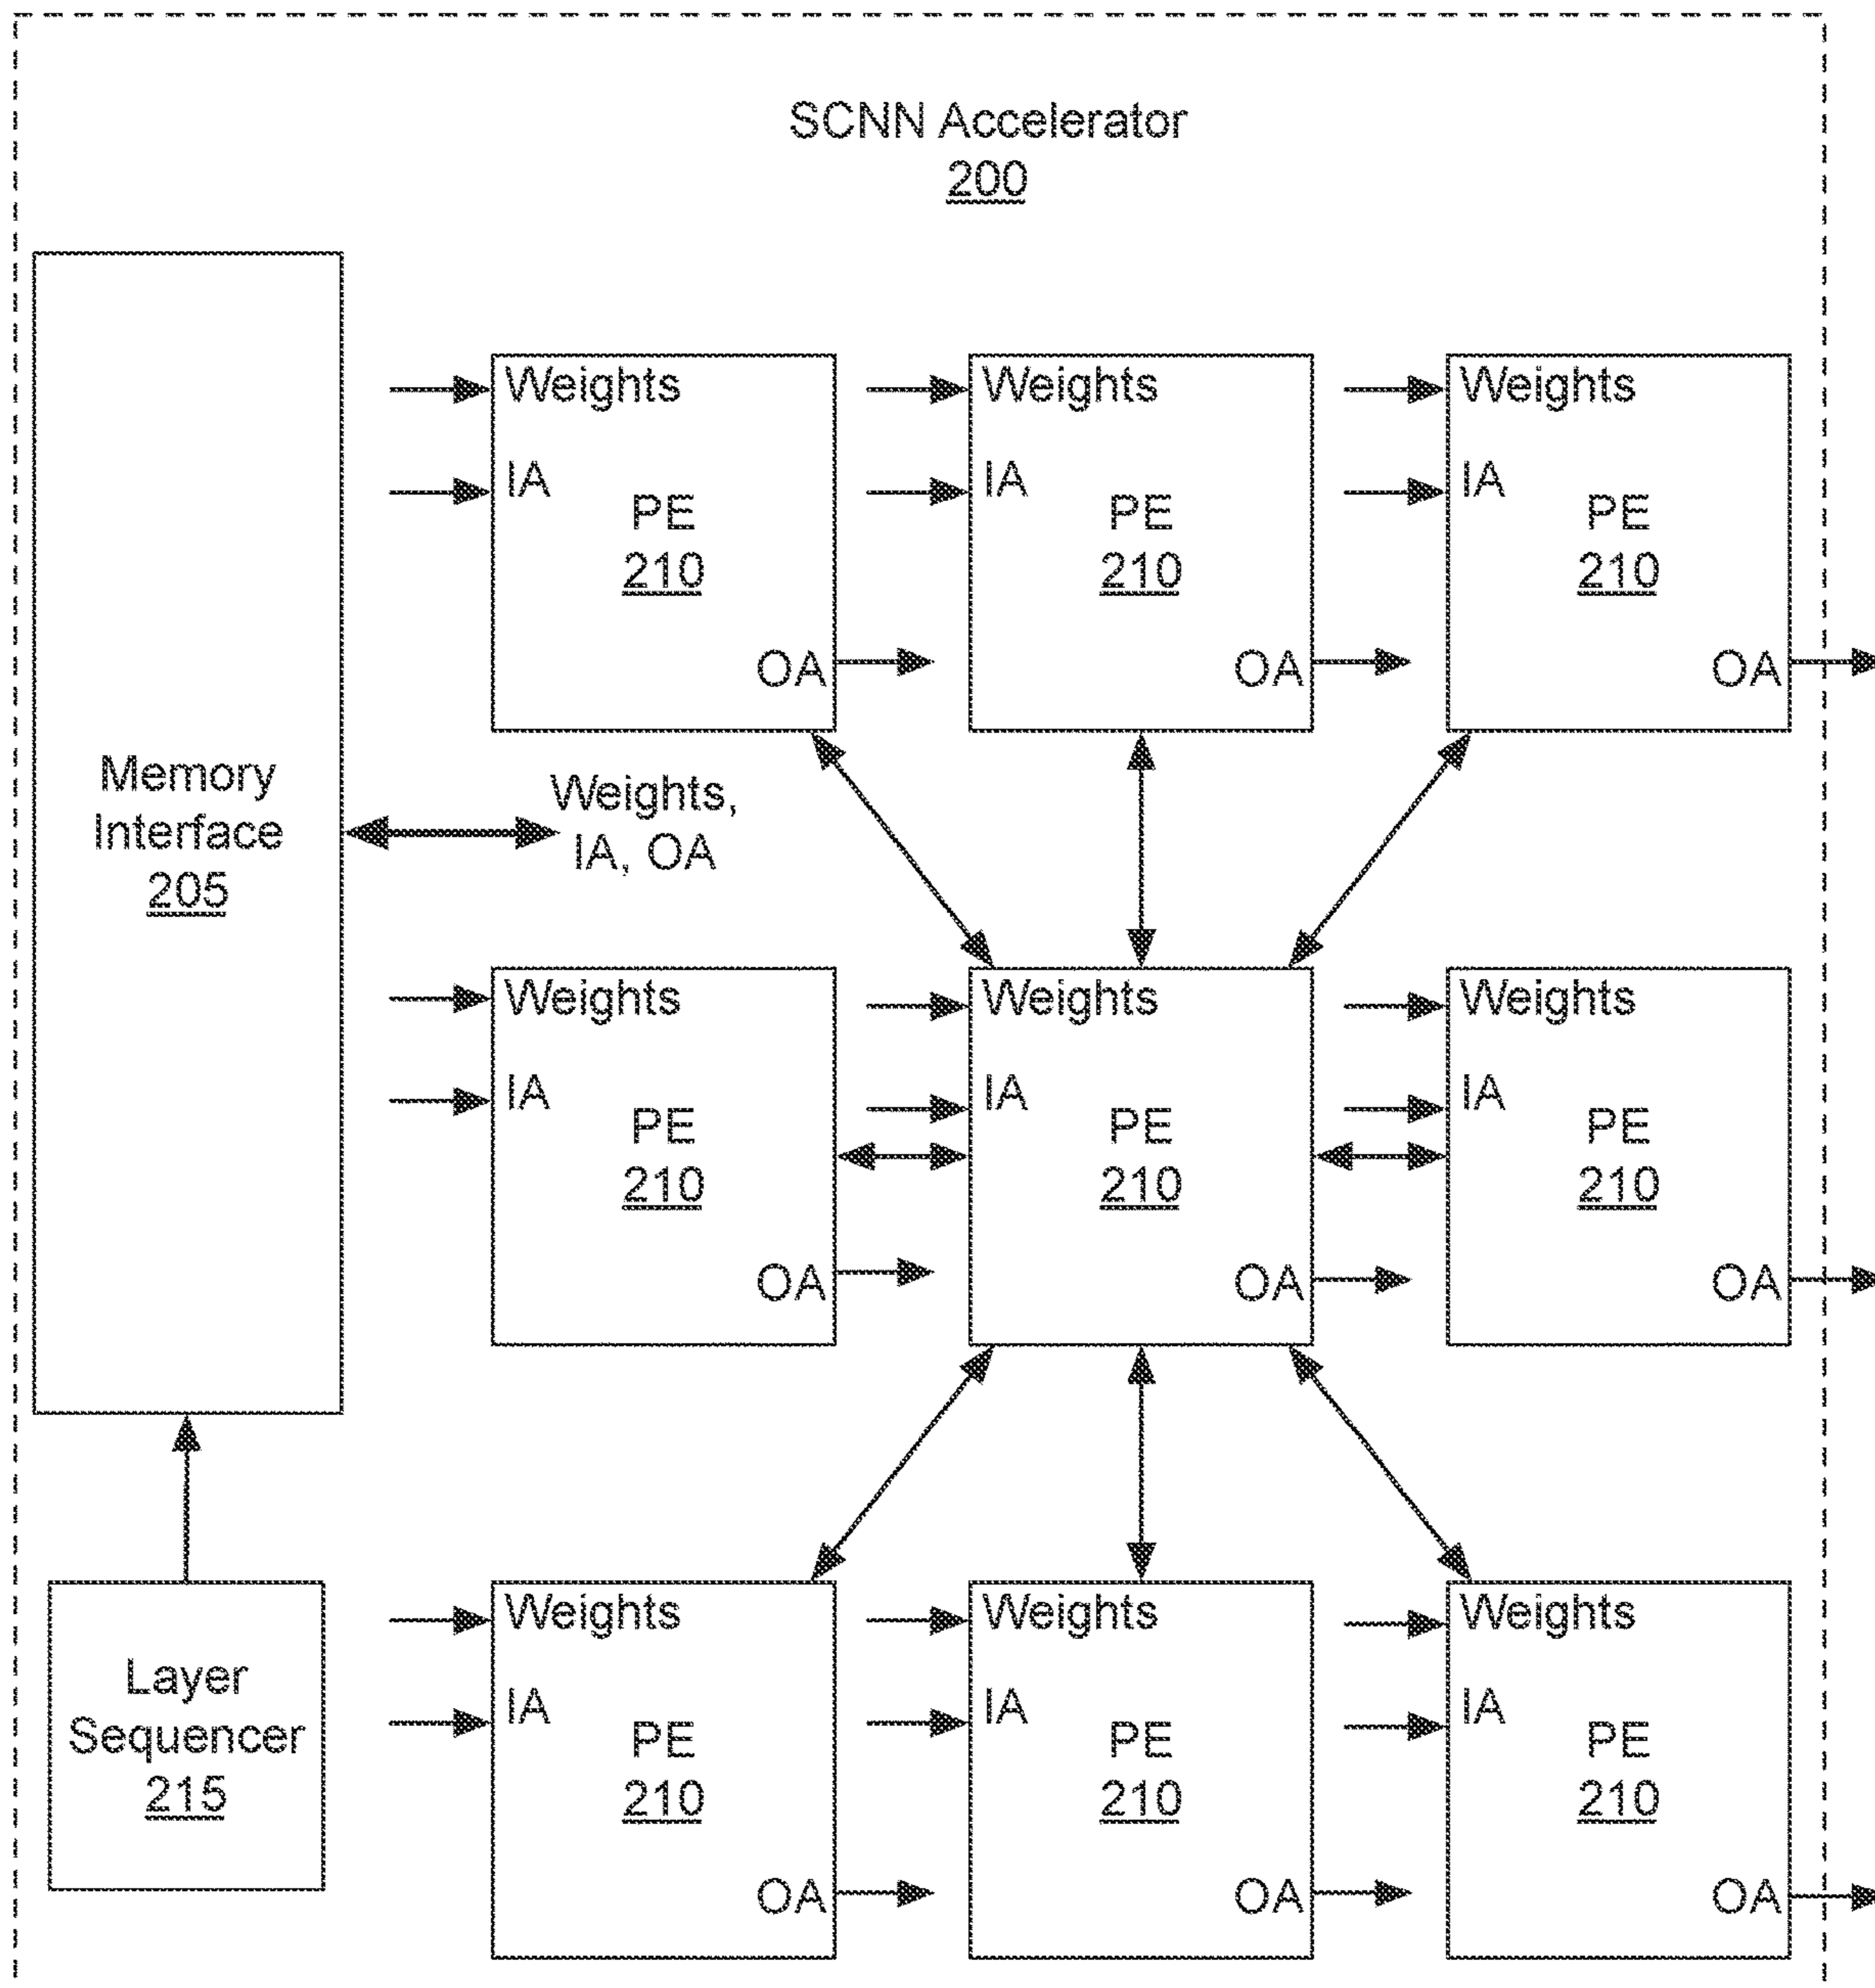 SCNN Accelerator
200
Weights
IA
PE
210
OA
Weights
IA
PE
210
OA
Weights
IA
PE
210
OA
Memory
Interface
205
Weights,
IA, OA
Weights
IA
PE
210
OA
Weights
IA
PE
210
OA
Weights
IA
PE
210
OA
Layer
Sequencer
215
Weights
IA
PE
210
OA
Weights
IA
PE
210
OA
Weights
IA
PE
210
OA